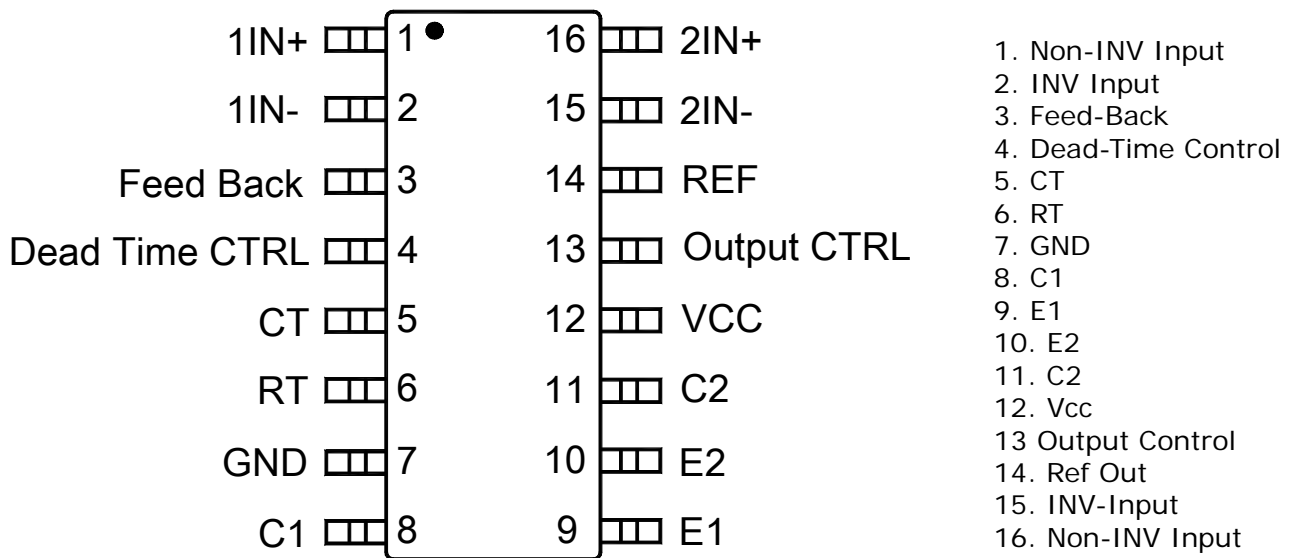 1IN+ 1 16 2IN+
1IN- 2 15 2IN-
Feed Back 3 14 REF
Dead Time CTRL 4 13 Output CTRL
CT 5 12 VCC
RT 6 11 C2
GND 7 10 E2
C1 8 9 E1
1. Non-INV Input
2. INV Input
3. Feed-Back
4. Dead-Time Control
5. CT
6. RT
7. GND
8. C1
9. E1
10. E2
11. C2
12. Vcc
13 Output Control
14. Ref Out
15. INV-Input
16. Non-INV Input